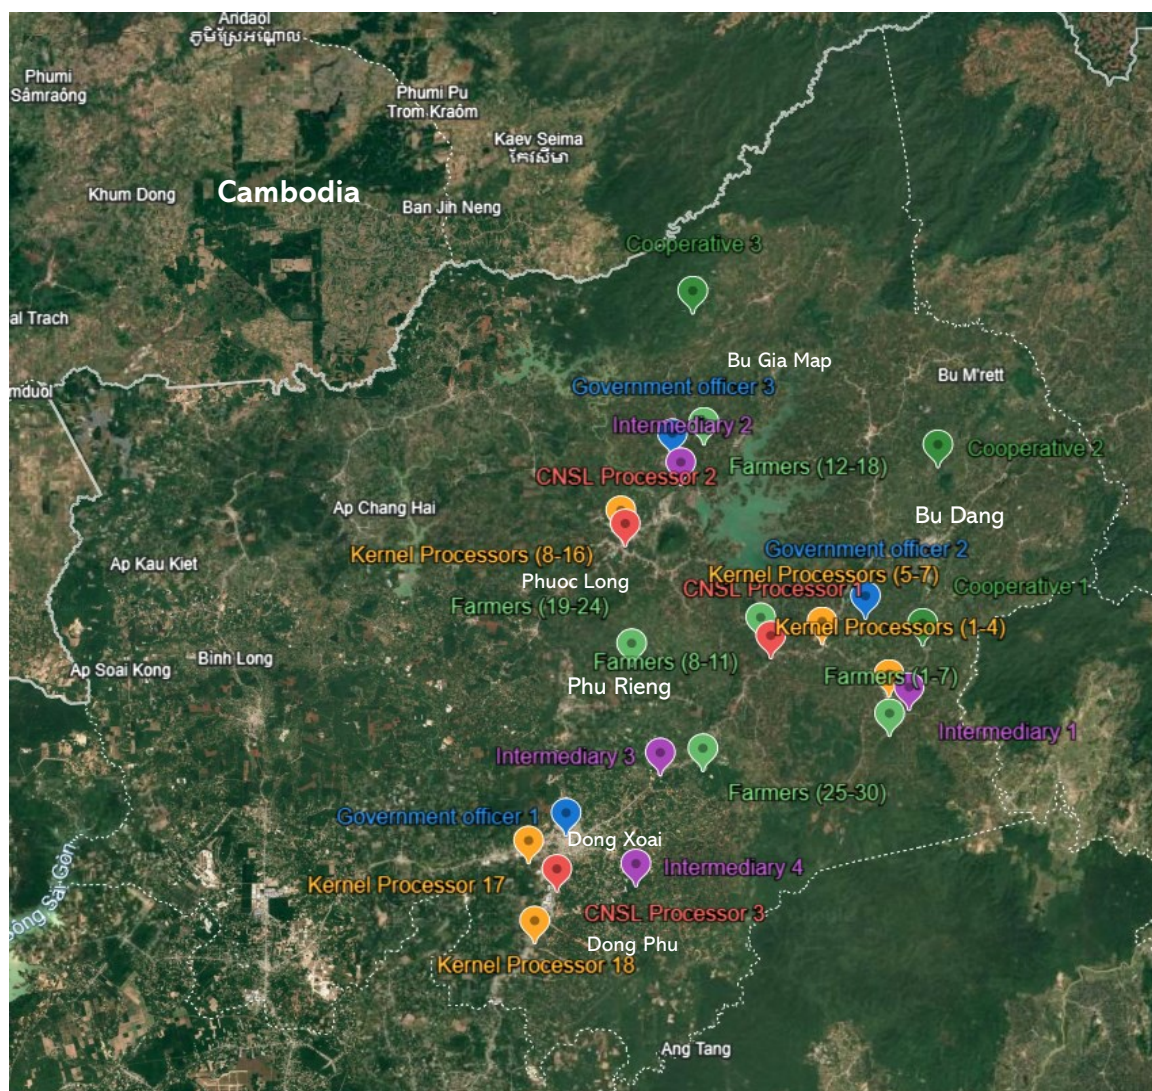 Andaol
ភូមិស្រែអណ្ដោល
Phumi
Sâmraông
Phumi Pu
Trom Kraôm
Kaev Seima
កែវសីមា
Khum Dong
Cambodia
Ban Jih Neng
Cooperative 3
al Trach
Bu Gia Map
Bu M'rett
mduol
Government officer 3
Intermediary 2
Cooperative 2
Farmers (12-18)
CNSL Processor 2
Ap Chang Hai
Bu Dang
Kernel Processors (8-16)
Government officer 2
Ap Kau Kiet
Phuoc Long
Kernel Processors (5-7)
CNSL Processor 1
Cooperative 1
Farmers (19-24)
Kernel Processors (1-4)
Binh Long
Farmers (8-11)
Ap Soai Kong
Farmers (1-7)
Phu Rieng
Intermediary 1
Intermediary 3
Farmers (25-30)
Government officer 1
Dong Xoai
Intermediary 4
Kernel Processor 17
Sông Sài Gòn
CNSL Processor 3
Dong Phu
Kernel Processor 18
Ang Tang